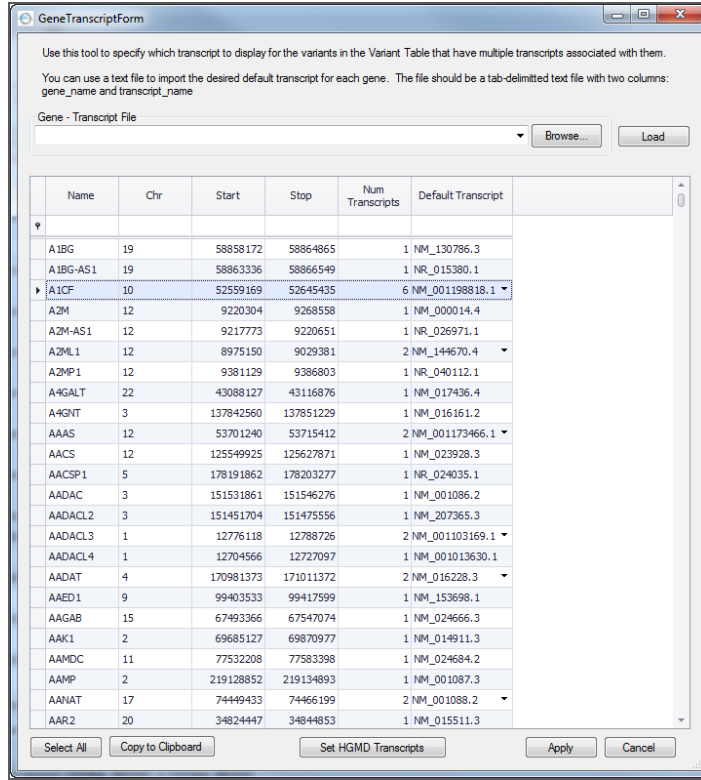 GeneTranscriptForm
Use this tool to specify which transcript to display for the variants in the Variant Table that have multiple transcripts associated with them.
You can use a text file to import the desired default transcript for each gene. The file should be a tab-delimitted text file with two columns:
gene_name and transcript_name
Gene - Transcript File
Browse... Load
Name Chr Start Stop Num Transcripts Default Transcript
A1BG 19 58858172 58864865 1 NM_130786.3
A1BG-AS1 19 58863336 58866549 1 NR_015380.1
A1CF 10 52559169 52645435 6 NM_001198818.1
A2M 12 9220304 9268558 1 NM_000014.4
A2M-AS1 12 9217773 9220651 1 NR_026971.1
A2ML1 12 8975150 9029381 2 NM_144670.4
A2MP1 12 9381129 9386803 1 NR_040112.1
A4GALT 22 43088127 43116876 1 NM_017436.4
A4GNT 3 137842560 137851229 1 NM_016161.2
AAAS 12 53701240 53715412 2 NM_001173466.1
AACS 12 125549925 125627871 1 NM_023928.3
AACSP1 5 178191862 178203277 1 NR_024035.1
AADAC 3 151531861 151546276 1 NM_001086.2
AADACL2 3 151451704 151475556 1 NM_207365.3
AADACL3 1 12776118 12788726 2 NM_001103169.1
AADACL4 1 12704566 12727097 1 NM_001013630.1
AADAT 4 170981373 171011372 2 NM_016228.3
AAED1 9 99403533 99417599 1 NM_153698.1
AAGAB 15 67493366 67547074 1 NM_024666.3
AAK1 2 69685127 69870977 1 NM_014911.3
AAMDC 11 77532208 77583398 1 NM_024684.2
AAMP 2 219128852 219134893 1 NM_001087.3
AANAT 17 74449433 74466199 2 NM_001088.2
AAR2 20 34824447 34844853 1 NM_015511.3
Select All Copy to Clipboard Set HGMD Transcripts Apply Cancel